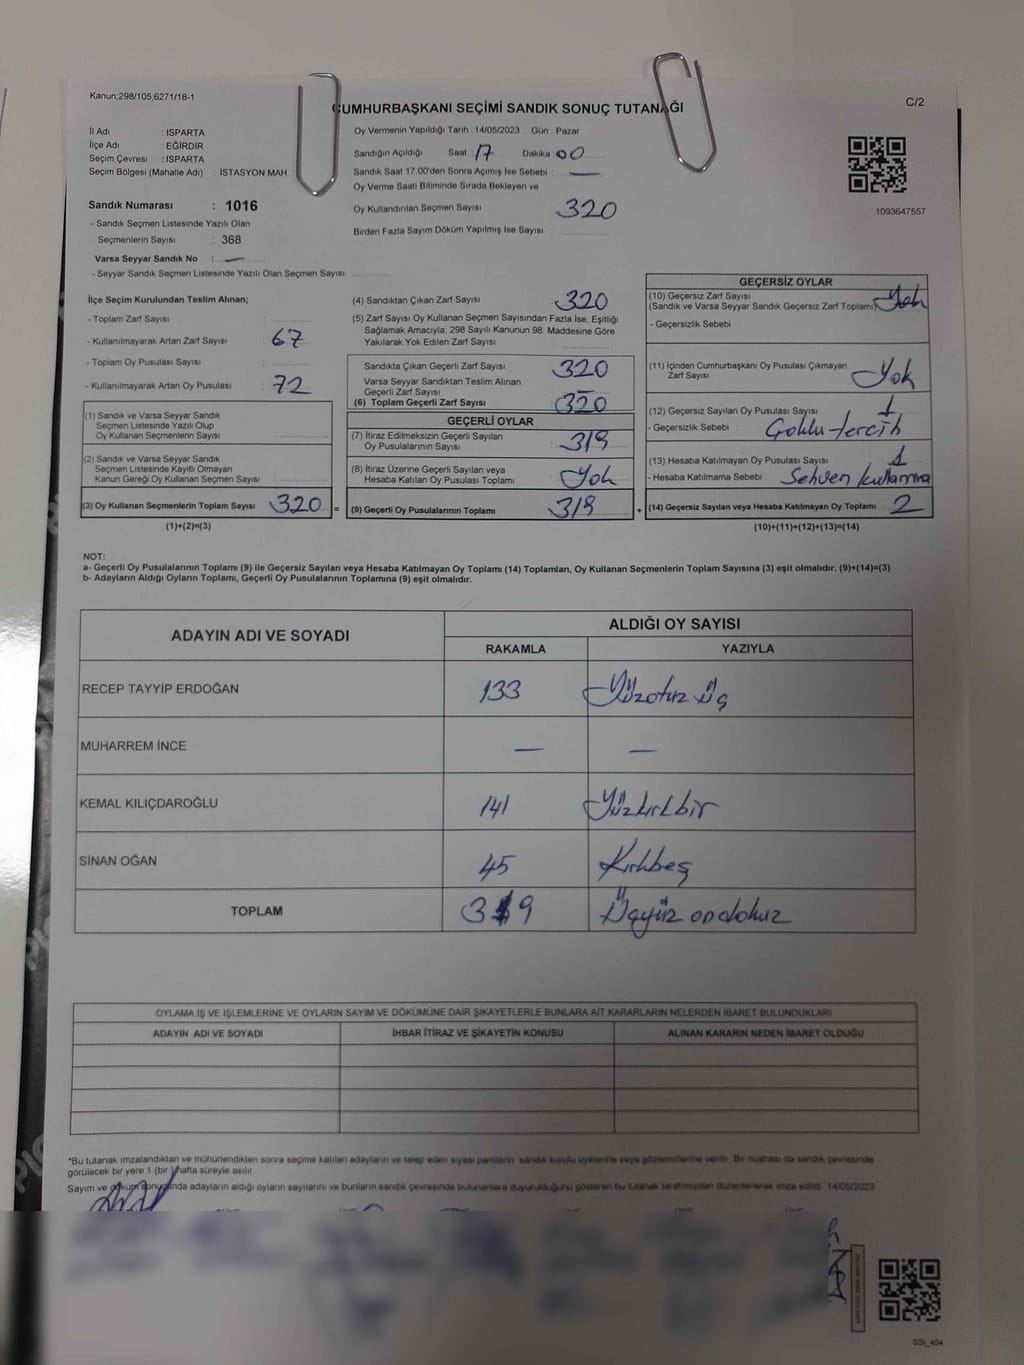 Kanun;298/105;6271/18-1
CUMHURBAŞKANI SEÇİMİ SANDIK SONUÇ TUTANAĞI
C/2
İl Adı : ISPARTA
İlçe Adı : EĞİRDİR
Seçim Çevresi : ISPARTA
Seçim Bölgesi (Mahalle Adı) : İSTASYON MAH
Oy Vermenin Yapıldığı Tarih : 14/05/2023 Gün : Pazar
Sandığın Açıldığı Saat 17 Dakika 00
Sandık Saat 17:00'den Sonra Açımış İse Sebebi : —
Oy Verme Saati Bitiminde Sırada Bekleyen ve
Oy Kullandırılan Seçmen Sayısı 320
Birden Fazla Sayım Döküm Yapılmış İse Sayısı
1093647557
Sandık Numarası : 1016
- Sandık Seçmen Listesinde Yazılı Olan
Seçmenlerin Sayısı : 368
Varsa Seyyar Sandık No : —
- Seyyar Sandık Seçmen Listesinde Yazılı Olan Seçmen Sayısı
İlçe Seçim Kurulundan Teslim Alınan;
- Toplam Zarf Sayısı :
- Kullanılmayarak Artan Zarf Sayısı : 67
- Toplam Oy Pusulası Sayısı :
- Kullanılmayarak Artan Oy Pusulası : 72
(1) Sandık ve Varsa Seyyar Sandık
Seçmen Listesinde Yazılı Olup
Oy Kullanan Seçmenlerin Sayısı :
(2) Sandık ve Varsa Seyyar Sandık
Seçmen Listesinde Kayıtlı Olmayan
Kanun Gereği Oy Kullanan Seçmen Sayısı :
(3) Oy Kullanan Seçmenlerin Toplam Sayısı : 320 =
(1)+(2)=(3)
(4) Sandıktan Çıkan Zarf Sayısı 320
(5) Zarf Sayısı Oy Kullanan Seçmen Sayısından Fazla İse, Eşitliği
Sağlamak Amacıyla; 298 Sayılı Kanunun 98. Maddesine Göre
Yakılarak Yok Edilen Zarf Sayısı :
Sandıkta Çıkan Geçerli Zarf Sayısı 320
Varsa Seyyar Sandıktan Teslim Alınan
Geçerli Zarf Sayısı —
(6) Toplam Geçerli Zarf Sayısı 320
GEÇERLİ OYLAR
(7) İtiraz Edilmeksizin Geçerli Sayılan
Oy Pusulasının Sayısı : 319
(8) İtiraz Üzerine Geçerli Sayılan veya
Hesaba Katılan Oy Pusulası Toplamı Yok
(9) Geçerli Oy Pusulalarının Toplamı 319 +
GEÇERSİZ OYLAR
(10) Geçersiz Zarf Sayısı
(Sandık ve Varsa Seyyar Sandık Geçersiz Zarf Toplamı) Yok
- Geçersizlik Sebebi :
(11) İçinden Cumhurbaşkanı Oy Pusulası Çıkmayan
Zarf Sayısı Yok
(12) Geçersiz Sayılan Oy Pusulası Sayısı : 1
- Geçersizlik Sebebi : Çoklu tercih
(13) Hesaba Katılmayan Oy Pusulası Sayısı : 1
- Hesaba Katılmama Sebebi : Sehven kullanma
(14) Geçersiz Sayılan veya Hesaba Katılmayan Oy Toplamı : 2
(10)+(11)+(12)+(13)=(14)
NOT:
a- Geçerli Oy Pusulalarının Toplamı (9) ile Geçersiz Sayılan veya Hesaba Katılmayan Oy Toplamı (14) Toplamları, Oy Kullanan Seçmenlerin Toplam Sayısına (3) eşit olmalıdır. (9)+(14)=(3)
b- Adayların Aldığı Oyların Toplamı, Geçerli Oy Pusulalarının Toplamına (9) eşit olmalıdır.
ADAYIN ADI VE SOYADI
ALDIĞI OY SAYISI
RAKAMLA YAZIYLA
RECEP TAYYİP ERDOĞAN 133 Yüzotuz üç
MUHARREM İNCE — —
KEMAL KILIÇDAROĞLU 141 Yüzkırkbir
SİNAN OĞAN 45 Kırkbeş
TOPLAM 319 Üçyüz ondokuz
OYLAMA İŞ VE İŞLEMLERİNE VE OYLARIN SAYIM VE DÖKÜMÜNE DAİR ŞİKAYETLERLE BUNLARA AİT KARARLARIN NELERDEN İBARET BULUNDUKLARI
ADAYIN ADI VE SOYADI İHBAR İTİRAZ VE ŞİKAYETİN KONUSU ALINAN KARARIN NEDEN İBARET OLDUĞU
*Bu tutanak imzalandıktan ve mühürlendikten sonra seçime katılan adayların ve talep eden siyasi partilerin sandık kurulu üyelerine veya gözlemcilerine verilir. Bir nüshası da sandık çevresinde
görülecek bir yere 1 (bir) hafta süreyle asılır
Sayım ve döküm sonucunda adayların aldığı oyların sayılarını ve bunların sandık çevresinde bulunanlara duyurulduğunu gösteren bu tutanak tarafımızdan düzenlenerek imza edildi. 14/05/2023
SSI_404